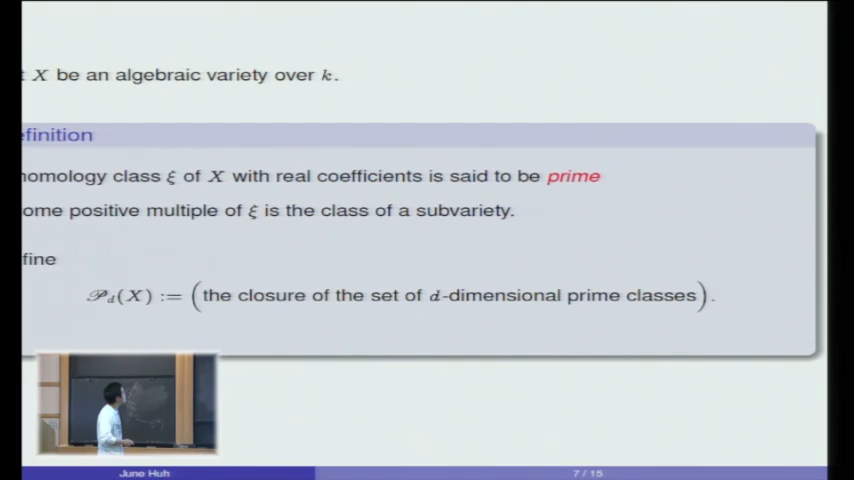 X be an algebraic variety over k.
efinition
homology class ξ of X with real coefficients is said to be prime
ome positive multiple of ξ is the class of a subvariety.
fine
𝒫_d(X) := (the closure of the set of d-dimensional prime classes).
June Huh
7 / 15